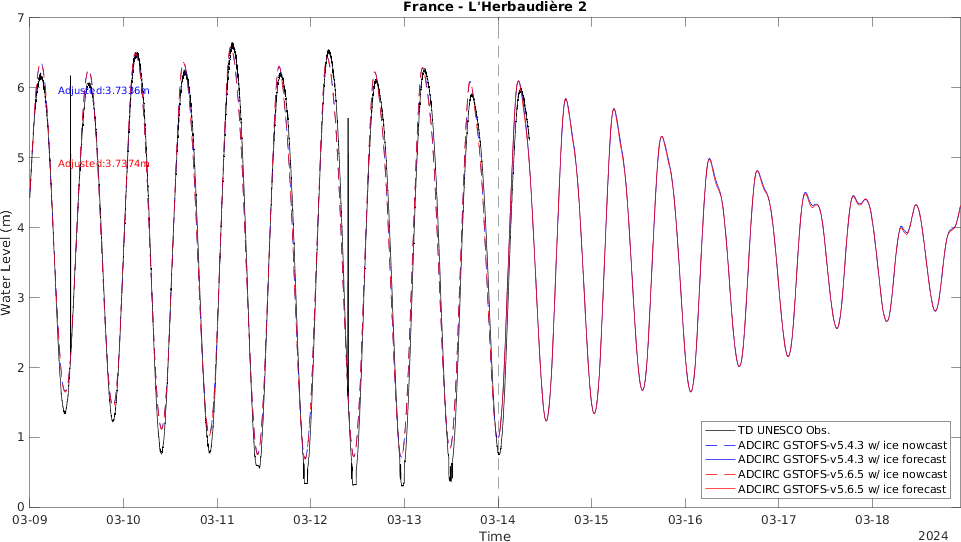 France - L'Herbaudière 2
7
6
5
4
3
2
1
0
Water Level (m)
Adjusted:3.7336m
Adjusted:3.7374m
TD UNESCO Obs.
ADCIRC GSTOFS-v5.4.3 w/ ice nowcast
ADCIRC GSTOFS-v5.4.3 w/ ice forecast
ADCIRC GSTOFS-v5.6.5 w/ ice nowcast
ADCIRC GSTOFS-v5.6.5 w/ ice forecast
03-09 03-10 03-11 03-12 03-13 03-14 03-15 03-16 03-17 03-18
Time
2024